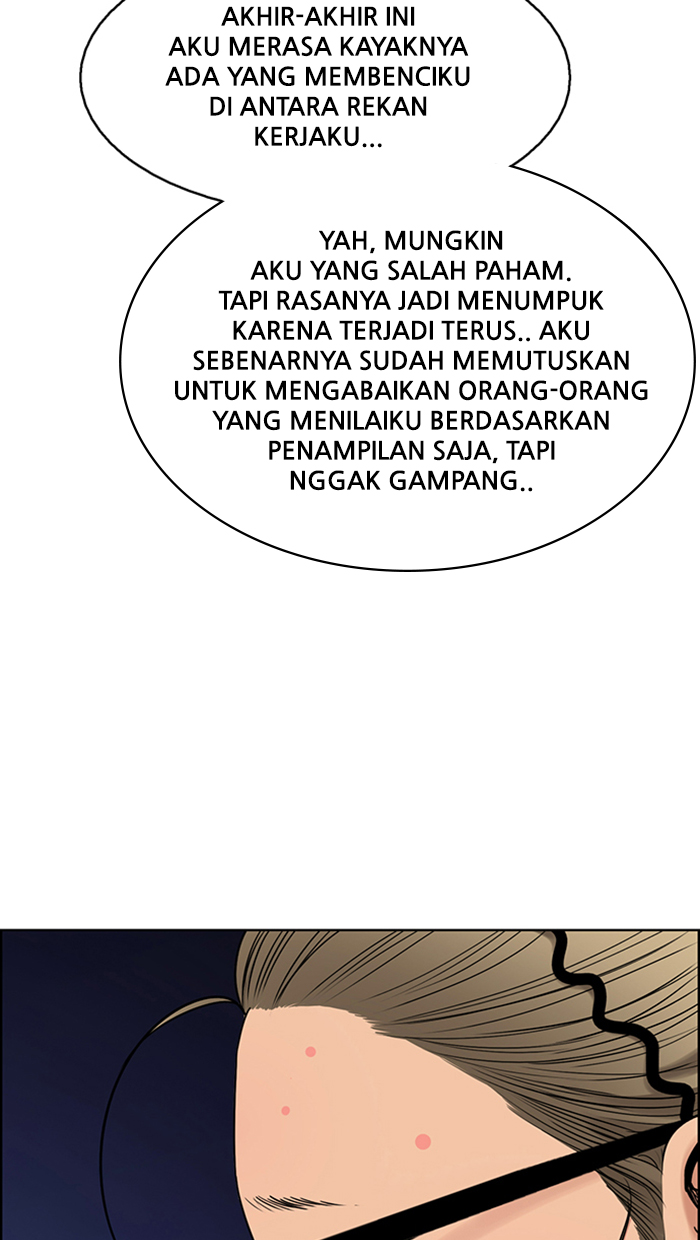 AKHIR-AKHIR INI
AKU MERASA KAYAKNYA
ADA YANG MEMBENCIKU
DI ANTARA REKAN
KERJAKU...
YAH, MUNGKIN
AKU YANG SALAH PAHAM.
TAPI RASANYA JADI MENUMPUK
KARENA TERJADI TERUS.. AKU
SEBENARNYA SUDAH MEMUTUSKAN
UNTUK MENGABAIKAN ORANG-ORANG
YANG MENILAIKU BERDASARKAN
PENAMPILAN SAJA, TAPI
NGGAK GAMPANG..